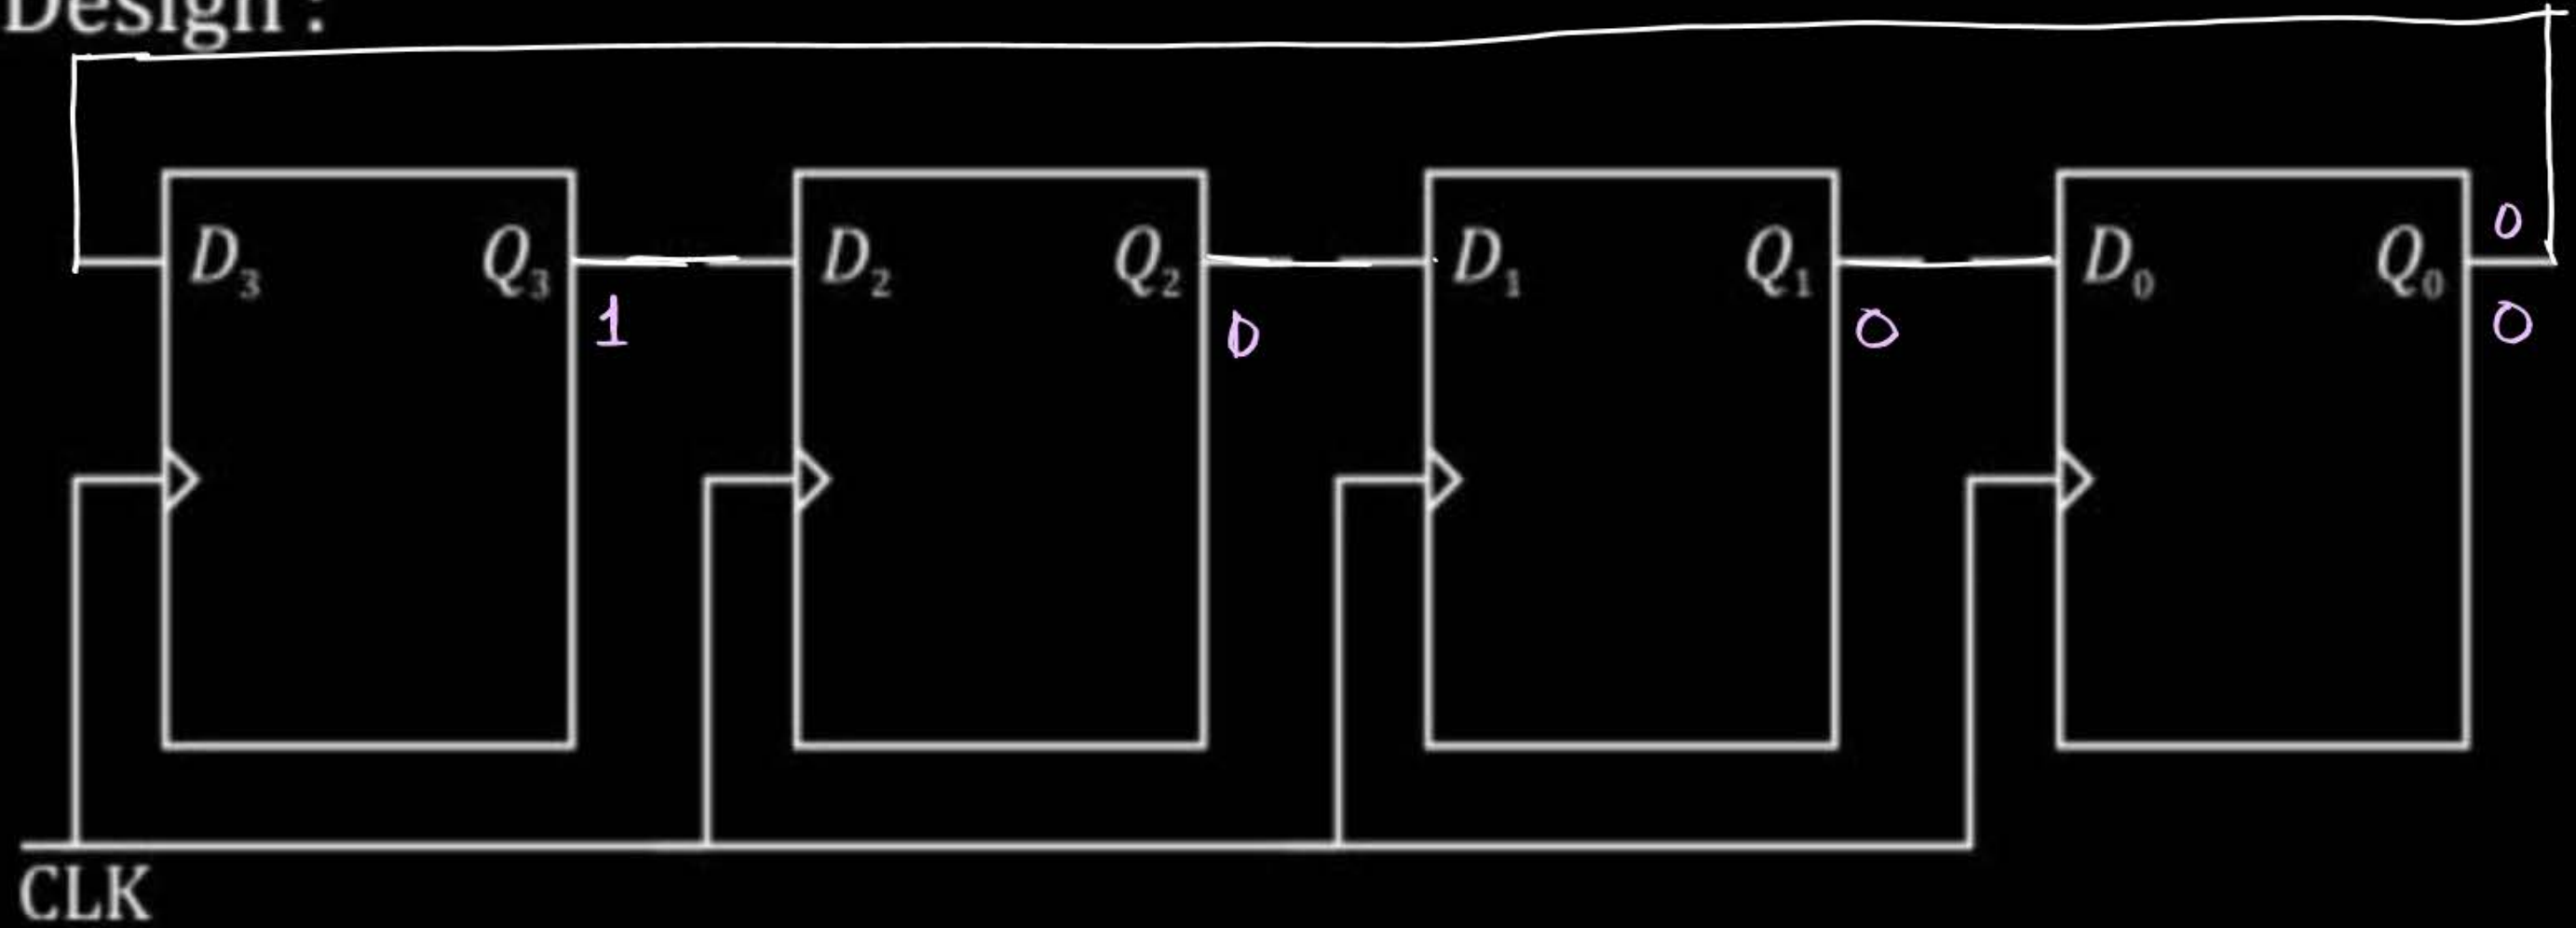 Design :
0
D₃ Q₃ D₂ Q₂ D₁ Q₁ D₀ Q₀
1 0 0 0
CLK